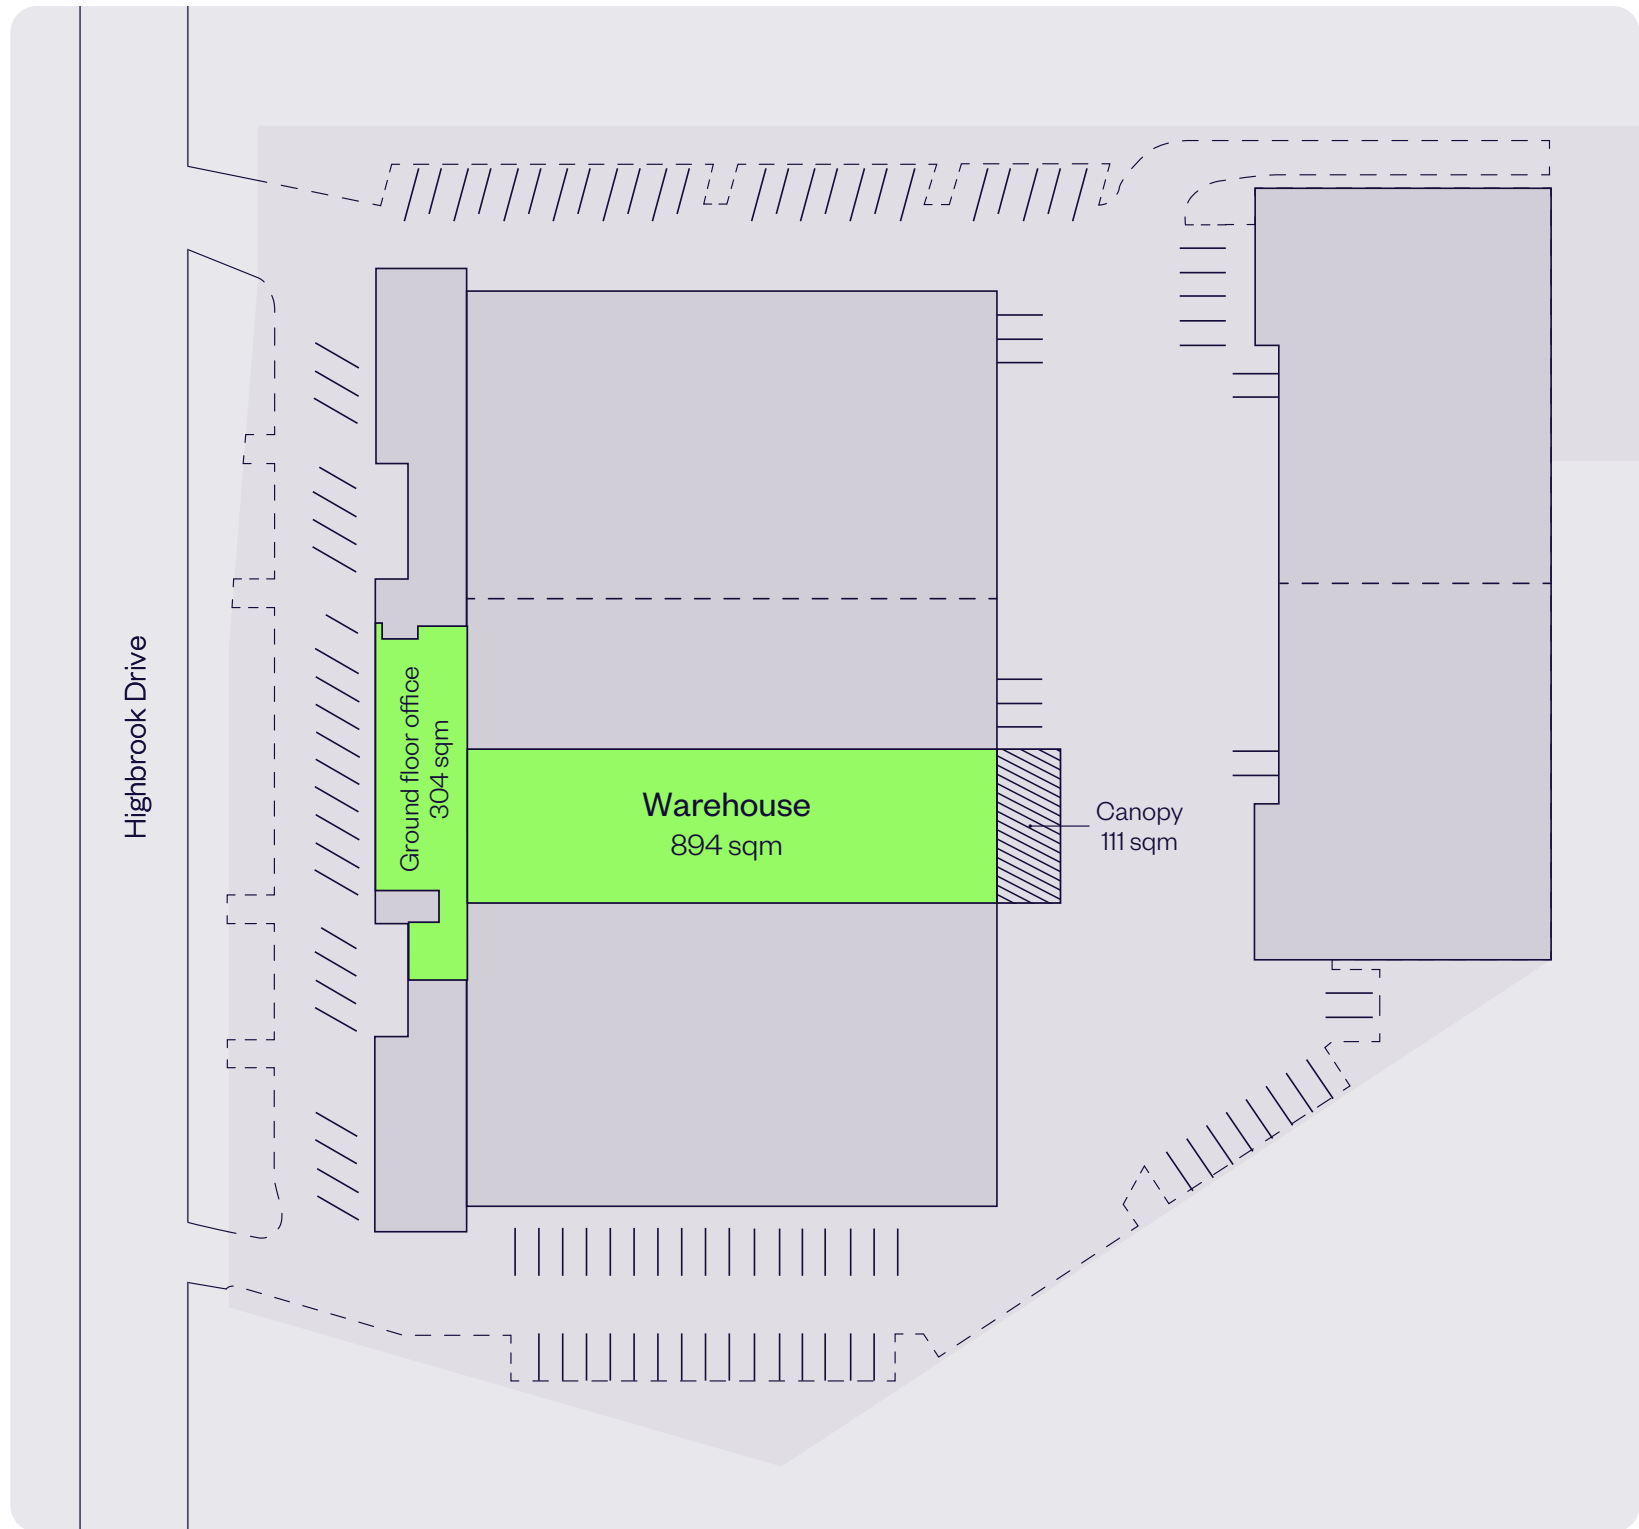 Highbrook Drive
Ground floor office
304 sqm
Warehouse
894 sqm
Canopy
111 sqm